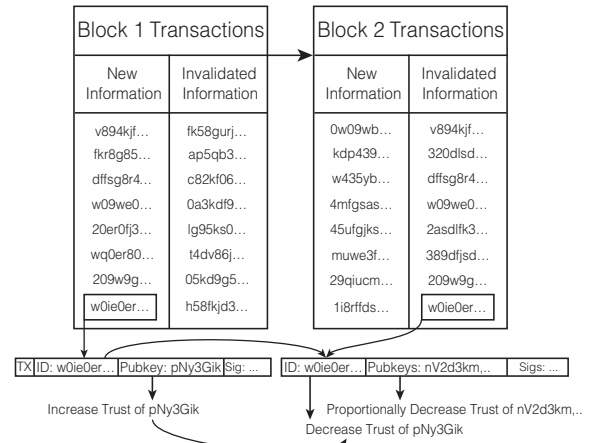 Block 1 Transactions
Block 2 Transactions
New Information
Invalidated Information
New Information
Invalidated Information
v894kjf... fk58gurj... 0w09wb... v894kjf...
fkr8g85... ap5qb3... kdp439... 320dlsd...
dffsg8r4... c82kf06... w435yb... dffsg8r4...
w09we0... 0a3kdf9... 4mfgsas... w09we0...
20er0fj3... lg95ks0... 45ufgjks... 2asdlfk3...
wq0er80... t4dv86j... muwe3f... 389dfjsd...
209w9g... 05kd9g5... 29qiucm... 209w9g...
w0ie0er... h58fkjd3... 1i8rffds... w0ie0er...
TX ID: w0ie0er... Pubkey: pNy3Gik Sig: ...
ID: w0ie0er... Pubkeys: nV2d3km,.. Sigs: ...
Increase Trust of pNy3Gik
Proportionally Decrease Trust of nV2d3km,..
Decrease Trust of pNy3Gik